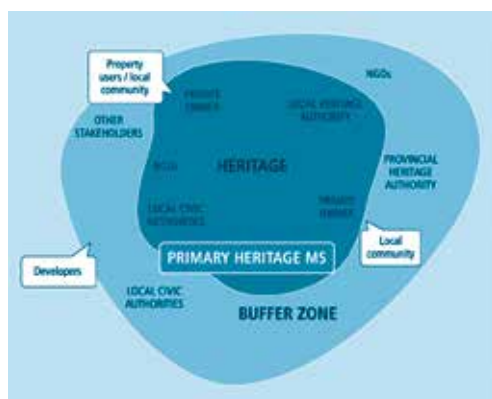 Property
users / local
community
NGOs
PRIVATE
OWNER
LOCAL HERITAGE
AUTHORITY
OTHER
STAKEHOLDERS
NGOs
HERITAGE
PROVINCIAL
HERITAGE
AUTHORITY
LOCAL CIVIC
AUTHORITIES
PRIVATE
OWNER
Local
community
PRIMARY HERITAGE MS
Developers
LOCAL CIVIC
AUTHORITIES
BUFFER ZONE